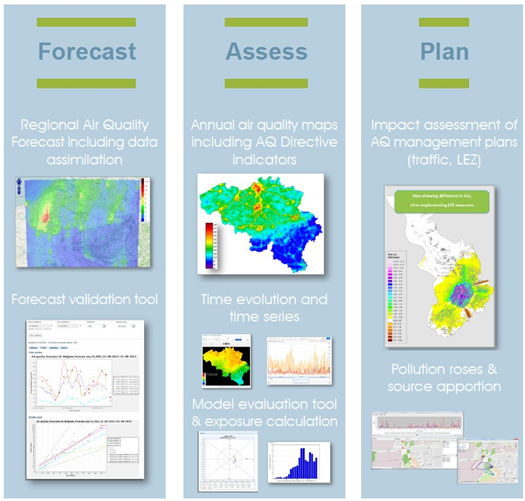 Forecast
Regional Air Quality
Forecast including data
assimilation
Forecast validation tool
Assess
Annual air quality maps
including AQ Directive
indicators
Time evolution and
time series
Model evaluation tool
& exposure calculation
Plan
Impact assessment of
AQ management plans
(traffic, LEZ)
Map showing difference in NO₂
after implementing LEZ measures
Pollution roses &
source apportion